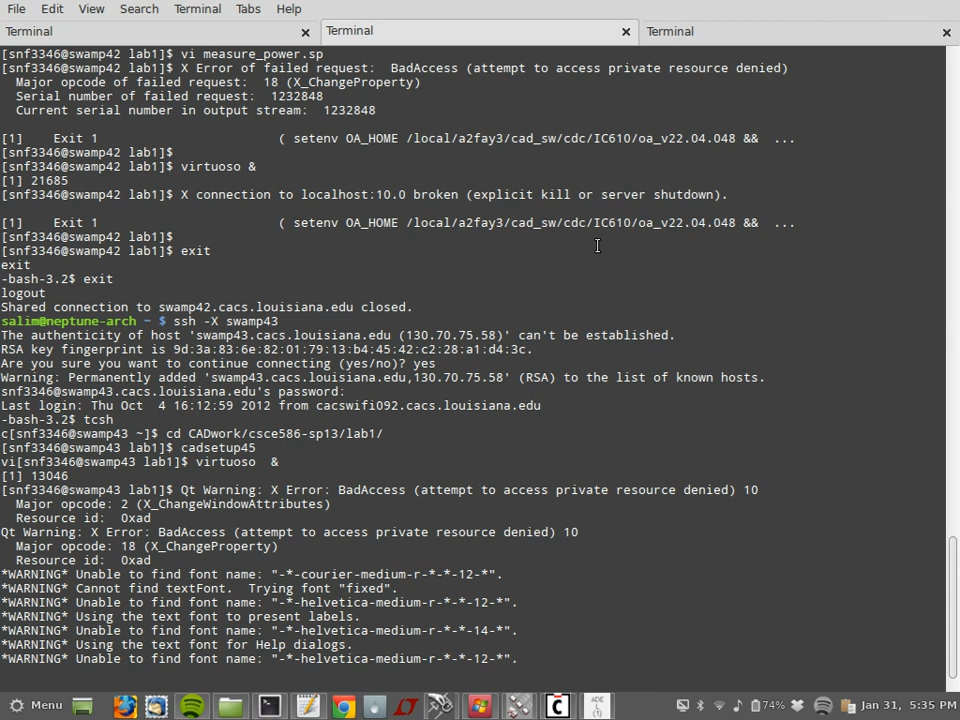 File Edit View Search Terminal Tabs Help
Terminal Terminal Terminal
[snf3346@swamp42 lab1]$ vi measure_power.sp
[snf3346@swamp42 lab1]$ X Error of failed request:  BadAccess (attempt to access private resource denied)
  Major opcode of failed request:  18 (X_ChangeProperty)
  Serial number of failed request:  1232848
  Current serial number in output stream:  1232848
[1]    Exit 1                 ( setenv OA_HOME /local/a2fay3/cad_sw/cdc/IC610/oa_v22.04.048 &&  ...
[snf3346@swamp42 lab1]$
[snf3346@swamp42 lab1]$ virtuoso &
[1] 21685
[snf3346@swamp42 lab1]$ X connection to localhost:10.0 broken (explicit kill or server shutdown).
[1]    Exit 1                 ( setenv OA_HOME /local/a2fay3/cad_sw/cdc/IC610/oa_v22.04.048 &&  ...
[snf3346@swamp42 lab1]$
[snf3346@swamp42 lab1]$ exit
exit
-bash-3.2$ exit
logout
Shared connection to swamp42.cacs.louisiana.edu closed.
salim@neptune-arch ~ $ ssh -X swamp43
The authenticity of host 'swamp43.cacs.louisiana.edu (130.70.75.58)' can't be established.
RSA key fingerprint is 9d:3a:83:6e:82:01:79:13:b4:45:42:c2:28:a1:d4:3c.
Are you sure you want to continue connecting (yes/no)? yes
Warning: Permanently added 'swamp43.cacs.louisiana.edu,130.70.75.58' (RSA) to the list of known hosts.
snf3346@swamp43.cacs.louisiana.edu's password:
Last login: Thu Oct  4 16:12:59 2012 from cacswifi092.cacs.louisiana.edu
-bash-3.2$ tcsh
c[snf3346@swamp43 ~]$ cd CADwork/csce586-sp13/lab1/
[snf3346@swamp43 lab1]$ cadsetup45
vi[snf3346@swamp43 lab1]$ virtuoso  &
[1] 13046
[snf3346@swamp43 lab1]$ Qt Warning: X Error: BadAccess (attempt to access private resource denied) 10
  Major opcode: 2 (X_ChangeWindowAttributes)
  Resource id:  0xad
Qt Warning: X Error: BadAccess (attempt to access private resource denied) 10
  Major opcode: 18 (X_ChangeProperty)
  Resource id:  0xad
*WARNING* Unable to find font name: "-*-courier-medium-r-*-*-12-*".
*WARNING* Cannot find textFont.  Trying font "fixed".
*WARNING* Unable to find font name: "-*-helvetica-medium-r-*-*-12-*".
*WARNING* Using the text font to present labels.
*WARNING* Unable to find font name: "-*-helvetica-medium-r-*-*-14-*".
*WARNING* Using the text font for Help dialogs.
*WARNING* Unable to find font name: "-*-helvetica-medium-r-*-*-12-*".
Menu C ADE L (1) 74% Jan 31, 5:35 PM